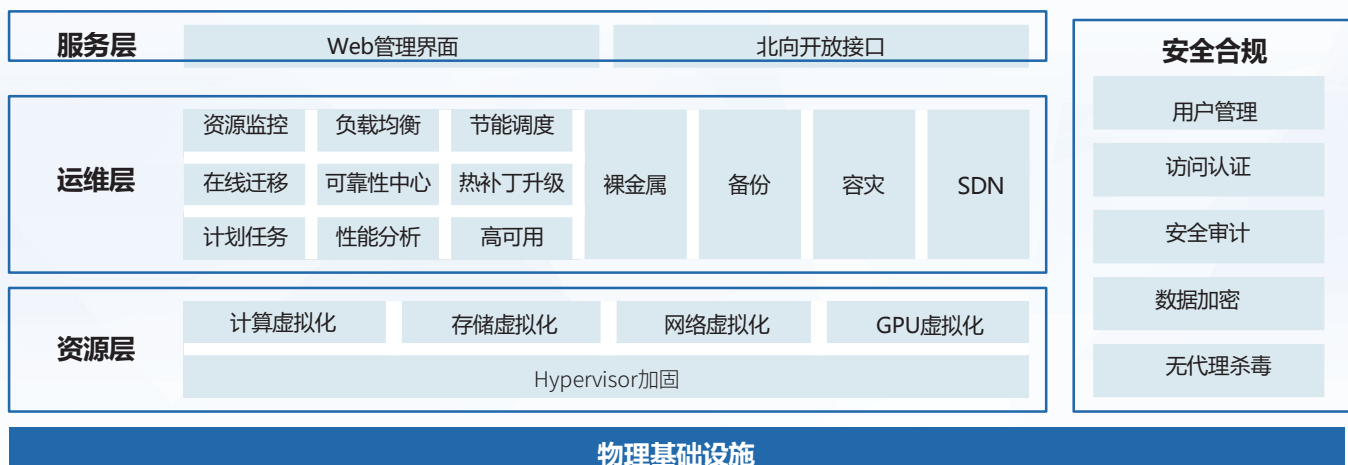 服务层
Web管理界面
北向开放接口
运维层
资源监控
负载均衡
节能调度
在线迁移
可靠性中心
热补丁升级
计划任务
性能分析
高可用
裸金属
备份
容灾
SDN
资源层
计算虚拟化
存储虚拟化
网络虚拟化
GPU虚拟化
Hypervisor加固
安全合规
用户管理
访问认证
安全审计
数据加密
无代理杀毒
物理基础设施